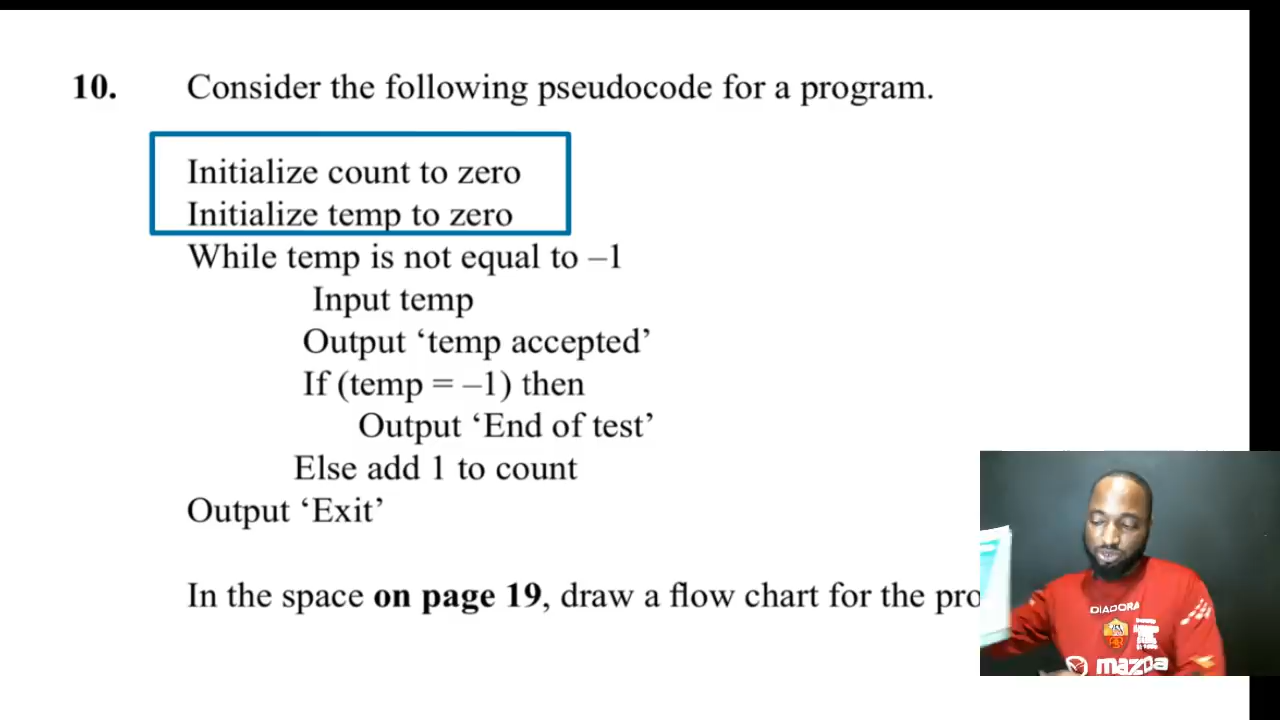 10. Consider the following pseudocode for a program.
Initialize count to zero
Initialize temp to zero
While temp is not equal to –1
Input temp
Output ‘temp accepted’
If (temp = –1) then
Output ‘End of test’
Else add 1 to count
Output ‘Exit’
In the space on page 19, draw a flow chart for the pro
DIADORA
mazda